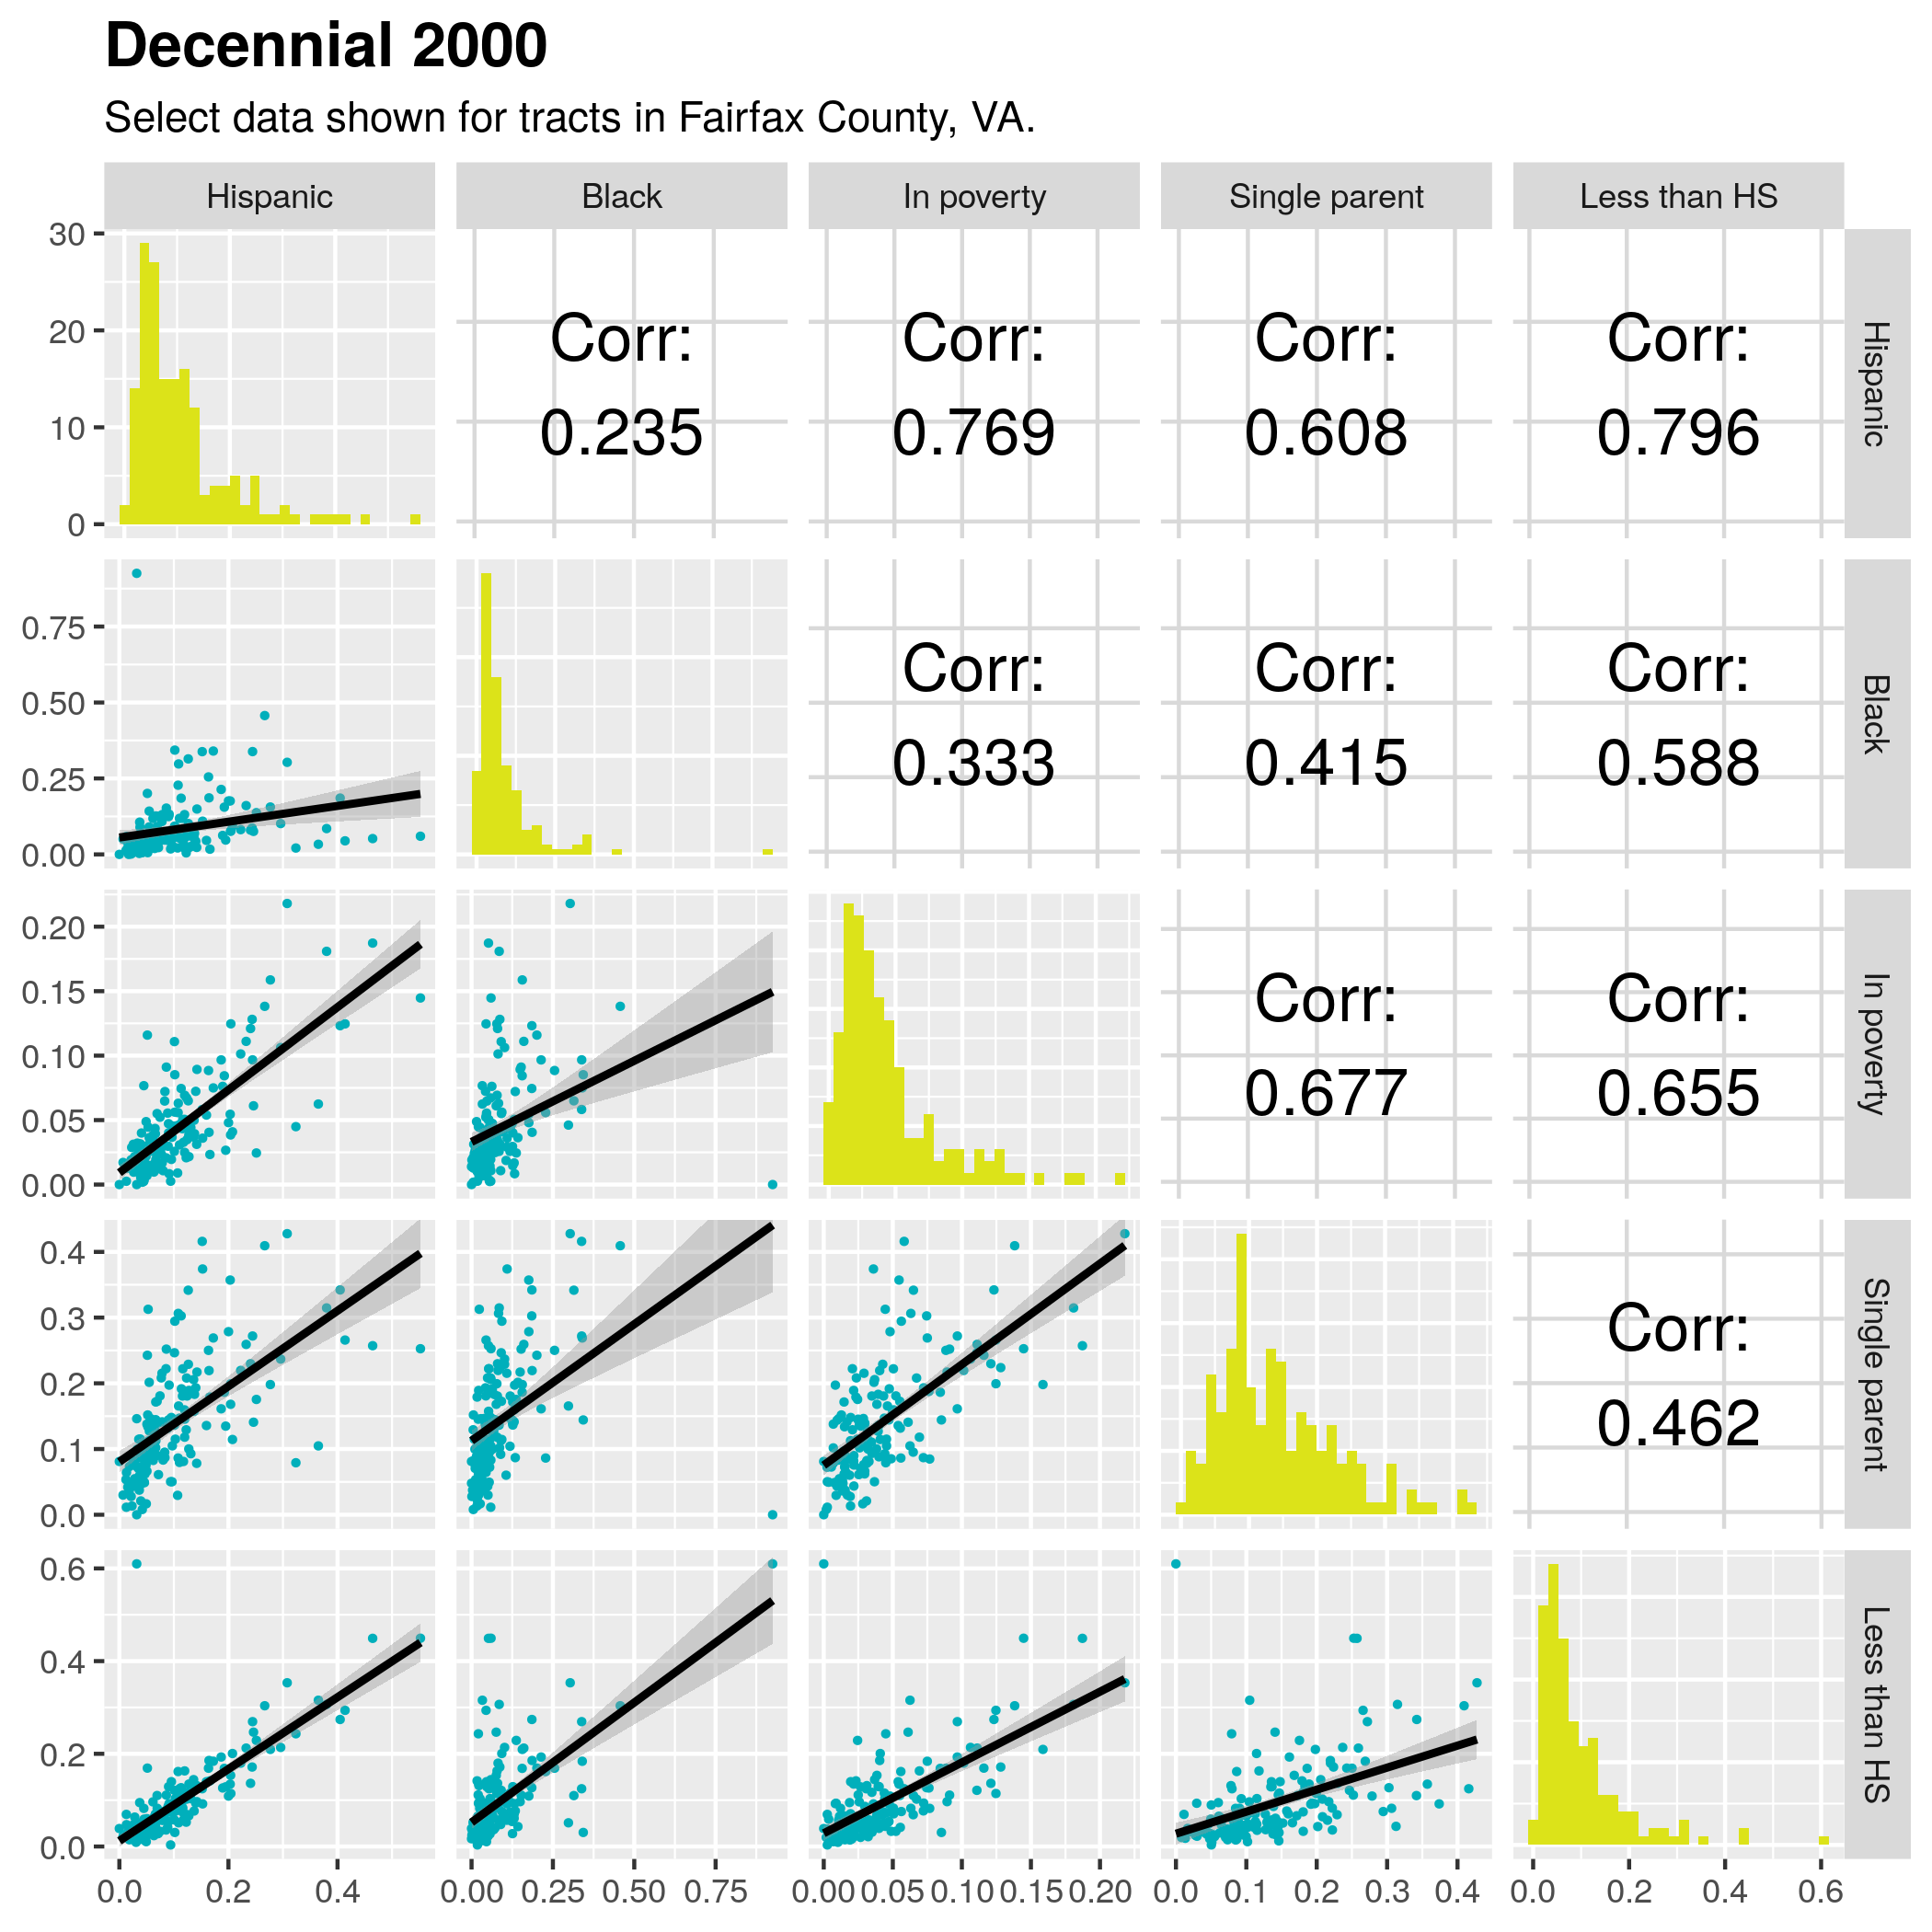 Decennial 2000
Select data shown for tracts in Fairfax County, VA.
Hispanic Black In poverty Single parent Less than HS
30
20
10
0
Corr: Corr: Corr: Corr:
0.235 0.769 0.608 0.796
Hispanic
0.75
0.50
0.25
0.00
Corr: Corr: Corr:
0.333 0.415 0.588
Black
0.20
0.15
0.10
0.05
0.00
Corr: Corr:
0.677 0.655
In poverty
0.4
0.3
0.2
0.1
0.0
Corr:
0.462
Single parent
0.6
0.4
0.2
0.0
Less than HS
0.0 0.2 0.4 0.00 0.25 0.50 0.75 0.00 0.05 0.10 0.15 0.20 0.0 0.1 0.2 0.3 0.4 0.0 0.2 0.4 0.6